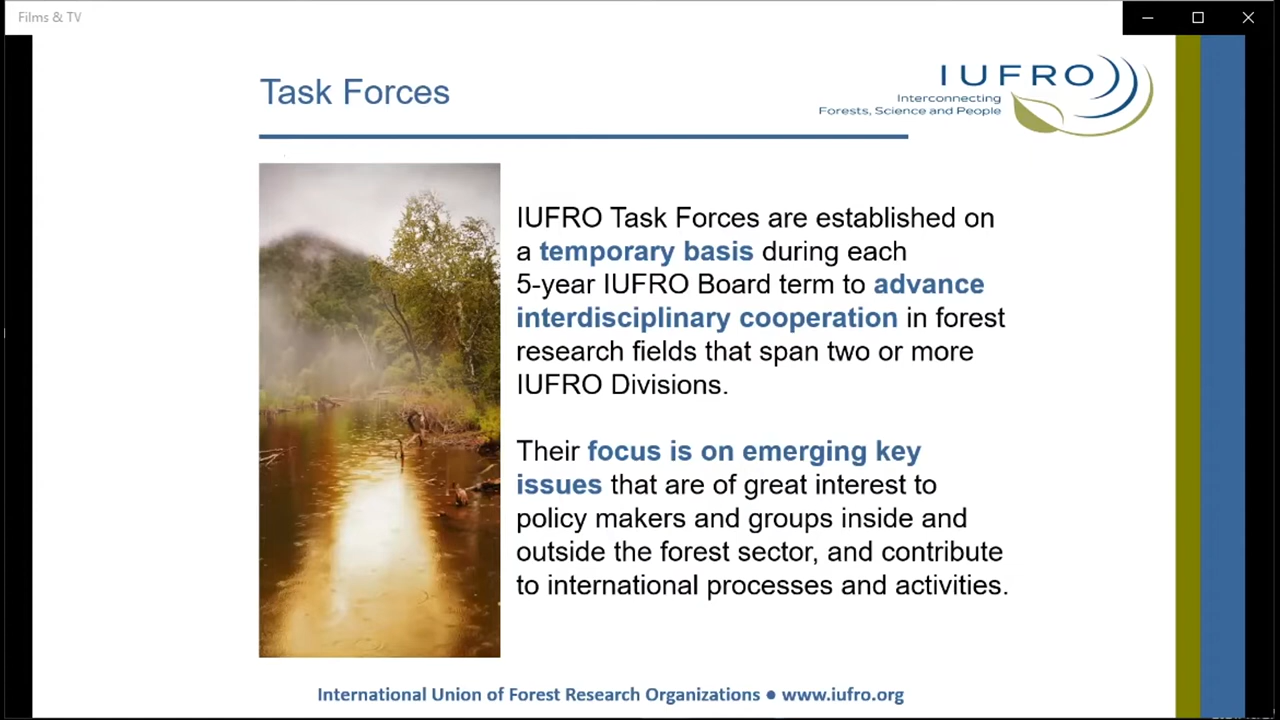 Films & TV
Task Forces
IUFRO
Interconnecting
Forests, Science and People
IUFRO Task Forces are established on
a temporary basis during each
5-year IUFRO Board term to advance
interdisciplinary cooperation in forest
research fields that span two or more
IUFRO Divisions.
Their focus is on emerging key
issues that are of great interest to
policy makers and groups inside and
outside the forest sector, and contribute
to international processes and activities.
International Union of Forest Research Organizations ● www.iufro.org